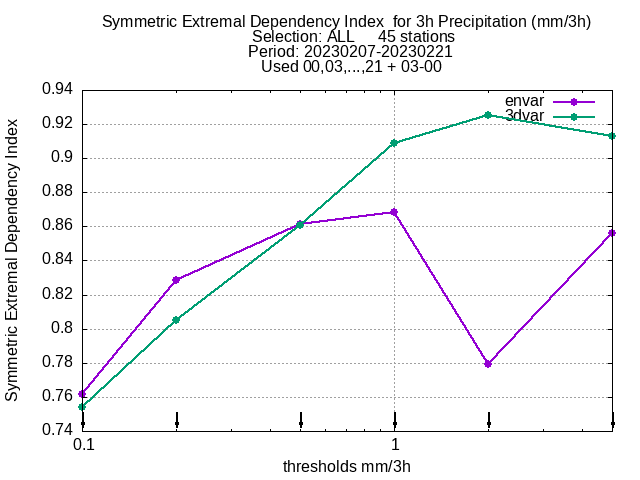 Symmetric Extremal Dependency Index  for 3h Precipitation (mm/3h)
Selection: ALL     45 stations
Period: 20230207-20230221
Used 00,03,...,21 + 03-00
Symmetric Extremal Dependency Index
0.94
0.92
0.9
0.88
0.86
0.84
0.82
0.8
0.78
0.76
0.74
envar
3dvar
0.1
1
thresholds mm/3h